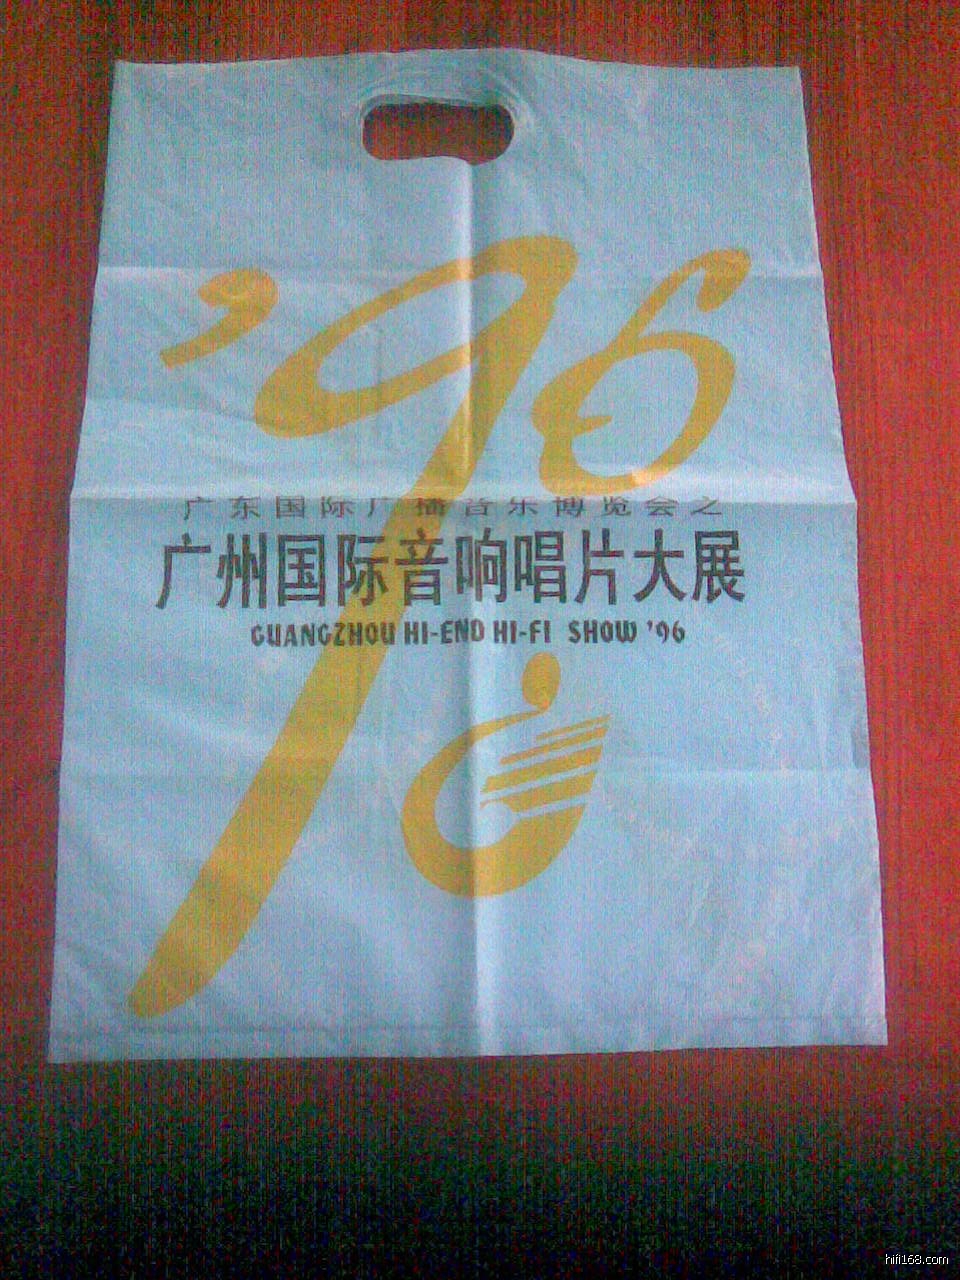 '96
广东国际广播音乐博览会之
广州国际音响唱片大展
GUANGZHOU HI-END HI-FI SHOW '96
hifi168.com